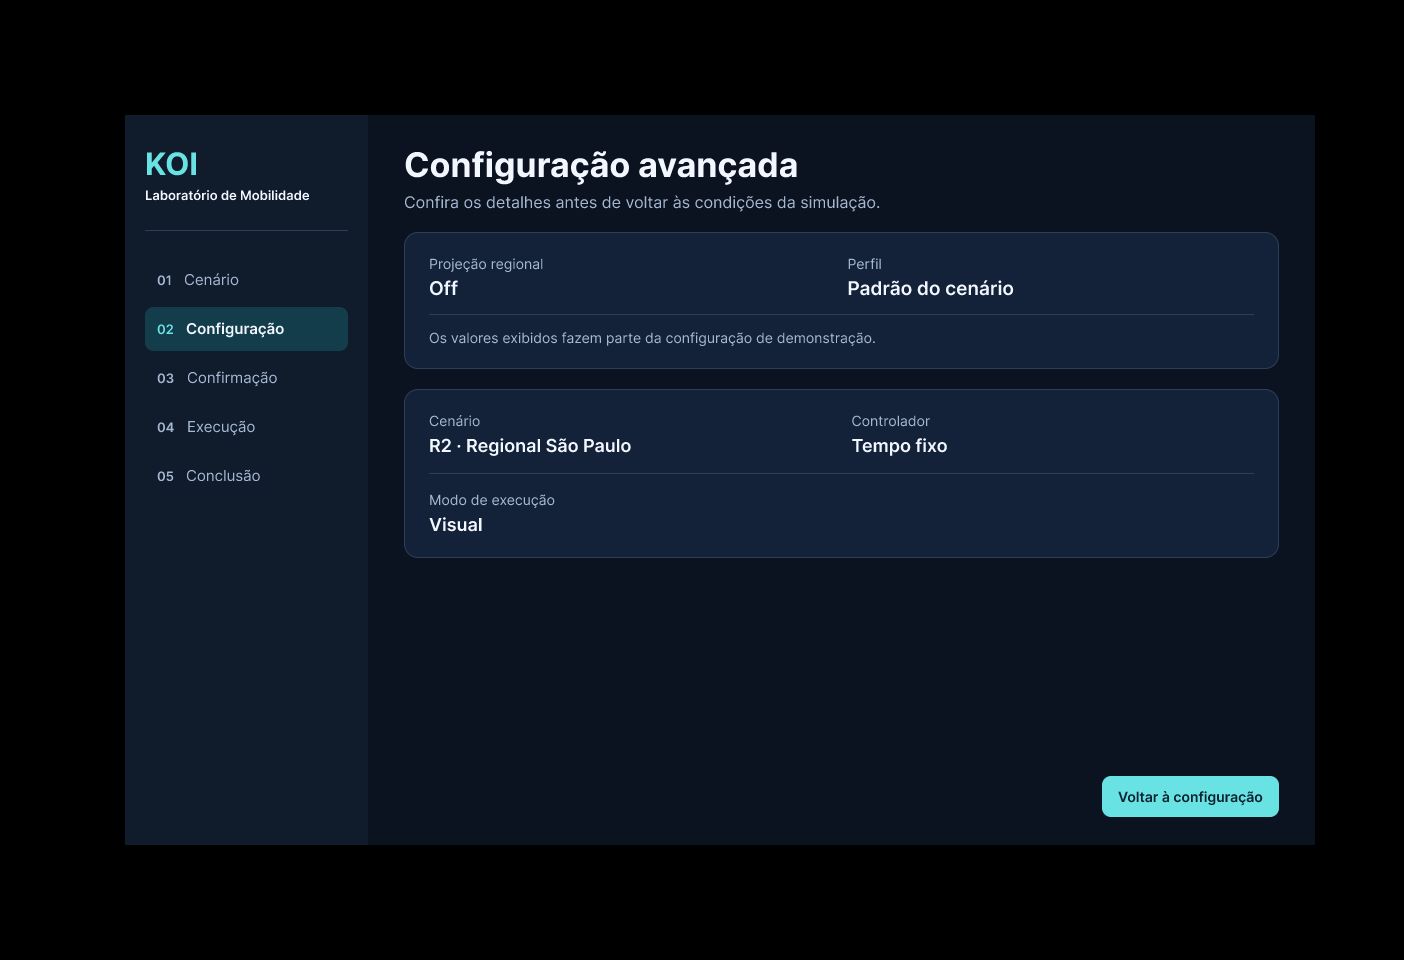 KOI
Laboratório de Mobilidade
01 Cenário
02 Configuração
03 Confirmação
04 Execução
05 Conclusão
Configuração avançada
Confira os detalhes antes de voltar às condições da simulação.
Projeção regional
Off
Perfil
Padrão do cenário
Os valores exibidos fazem parte da configuração de demonstração.
Cenário
R2 · Regional São Paulo
Controlador
Tempo fixo
Modo de execução
Visual
Voltar à configuração